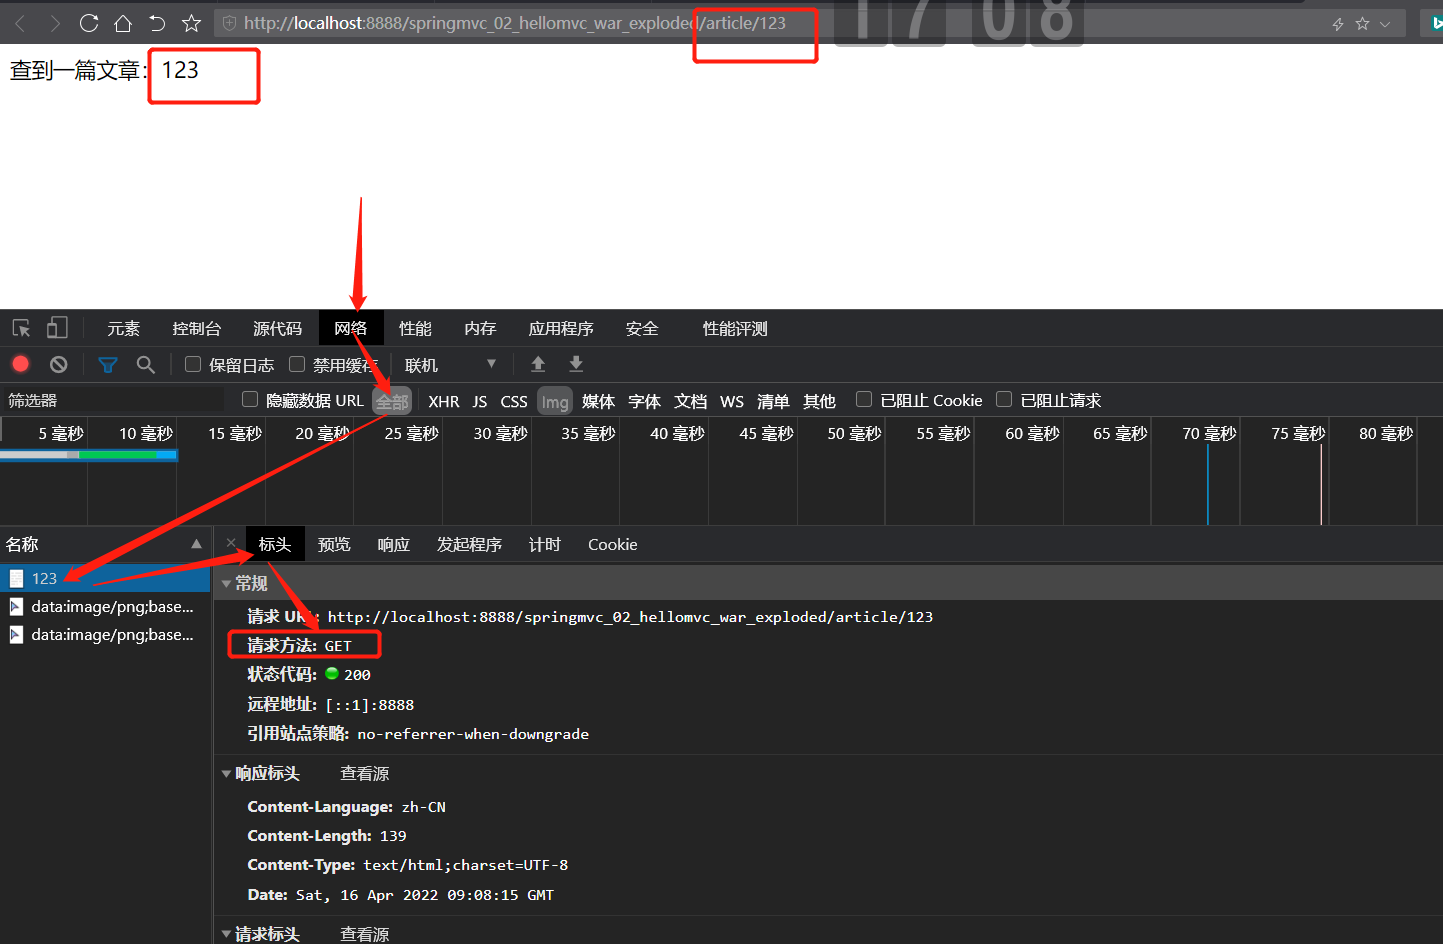 http://localhost:8888/springmvc_02_hellomvc_war_exploded/article/123
17 08
查到一篇文章: 123
元素 控制台 源代码 网络 性能 内存 应用程序 安全 性能评测
保留日志 禁用缓存 联机
筛选器 隐藏数据 URL 全部 XHR JS CSS Img 媒体 字体 文档 WS 清单 其他 已阻止 Cookie 已阻止请求
5 毫秒 10 毫秒 15 毫秒 20 毫秒 25 毫秒 30 毫秒 35 毫秒 40 毫秒 45 毫秒 50 毫秒 55 毫秒 60 毫秒 65 毫秒 70 毫秒 75 毫秒 80 毫秒
名称 标头 预览 响应 发起程序 计时 Cookie
123
data:image/png;base...
data:image/png;base...
常规
请求 URL: http://localhost:8888/springmvc_02_hellomvc_war_exploded/article/123
请求方法: GET
状态代码: 200
远程地址: [::1]:8888
引用站点策略: no-referrer-when-downgrade
响应标头 查看源
Content-Language: zh-CN
Content-Length: 139
Content-Type: text/html;charset=UTF-8
Date: Sat, 16 Apr 2022 09:08:15 GMT
请求标头 查看源